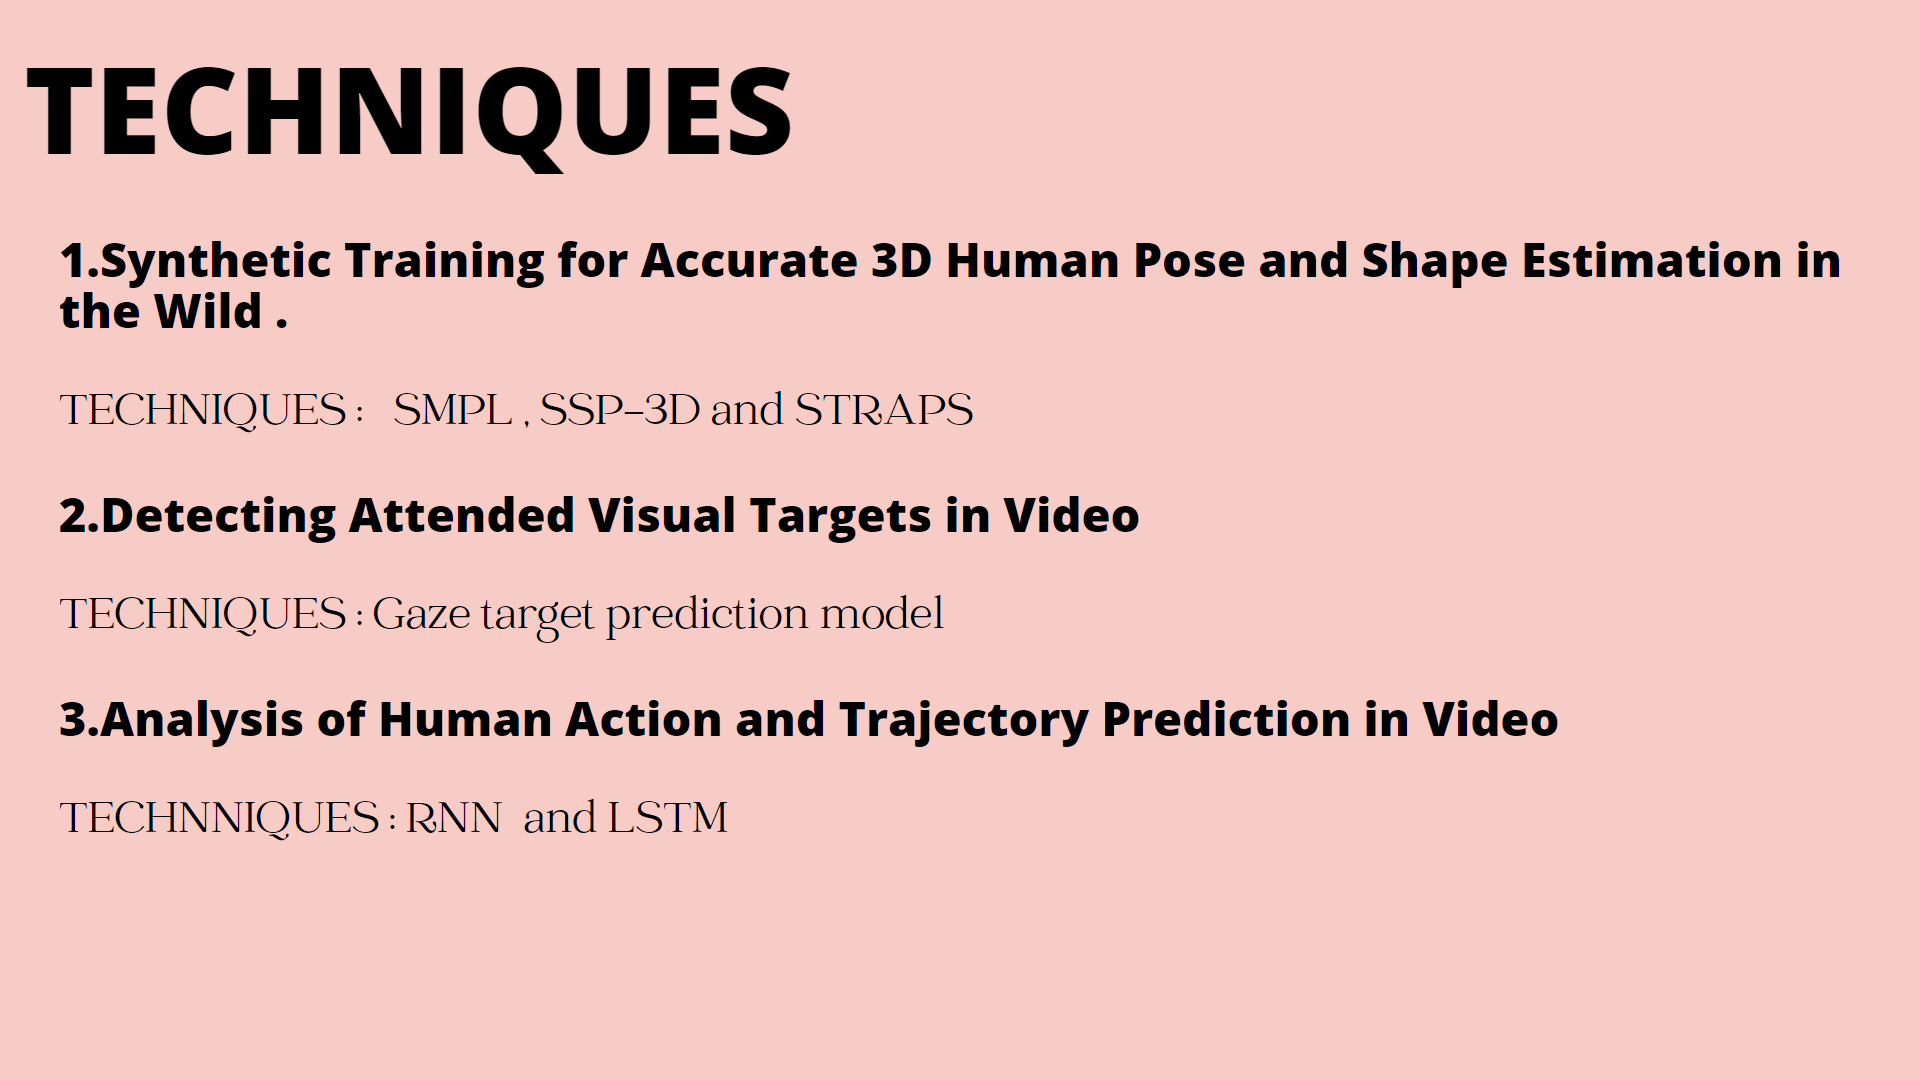 TECHNIQUES
1.Synthetic Training for Accurate 3D Human Pose and Shape Estimation in
the Wild .
TECHNIQUES :   SMPL , SSP-3D and STRAPS
2.Detecting Attended Visual Targets in Video
TECHNIQUES : Gaze target prediction model
3.Analysis of Human Action and Trajectory Prediction in Video
TECHNNIQUES : RNN  and LSTM